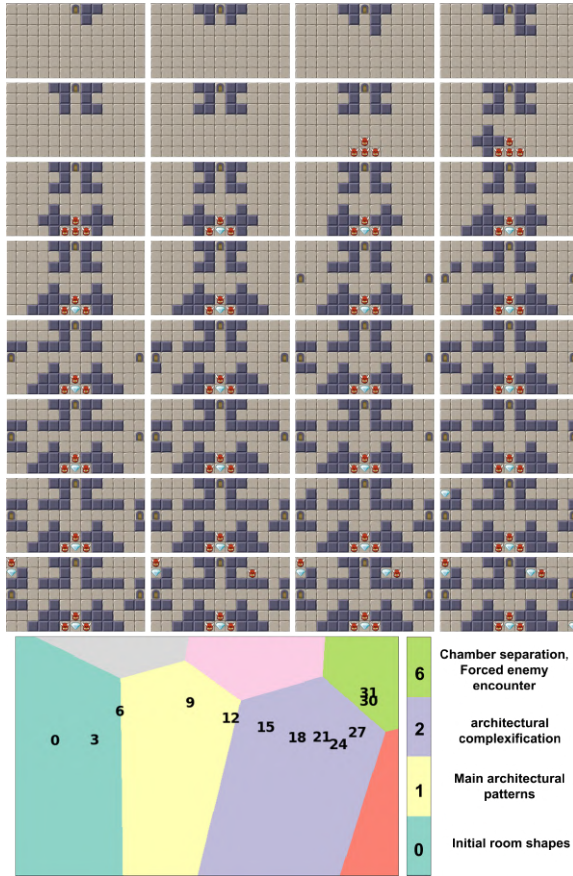 31
30
9
6
12
15
27
0
3
18
21
24
6
Chamber separation,
Forced enemy
encounter
2
architectural
complexification
1
Main architectural
patterns
0
Initial room shapes